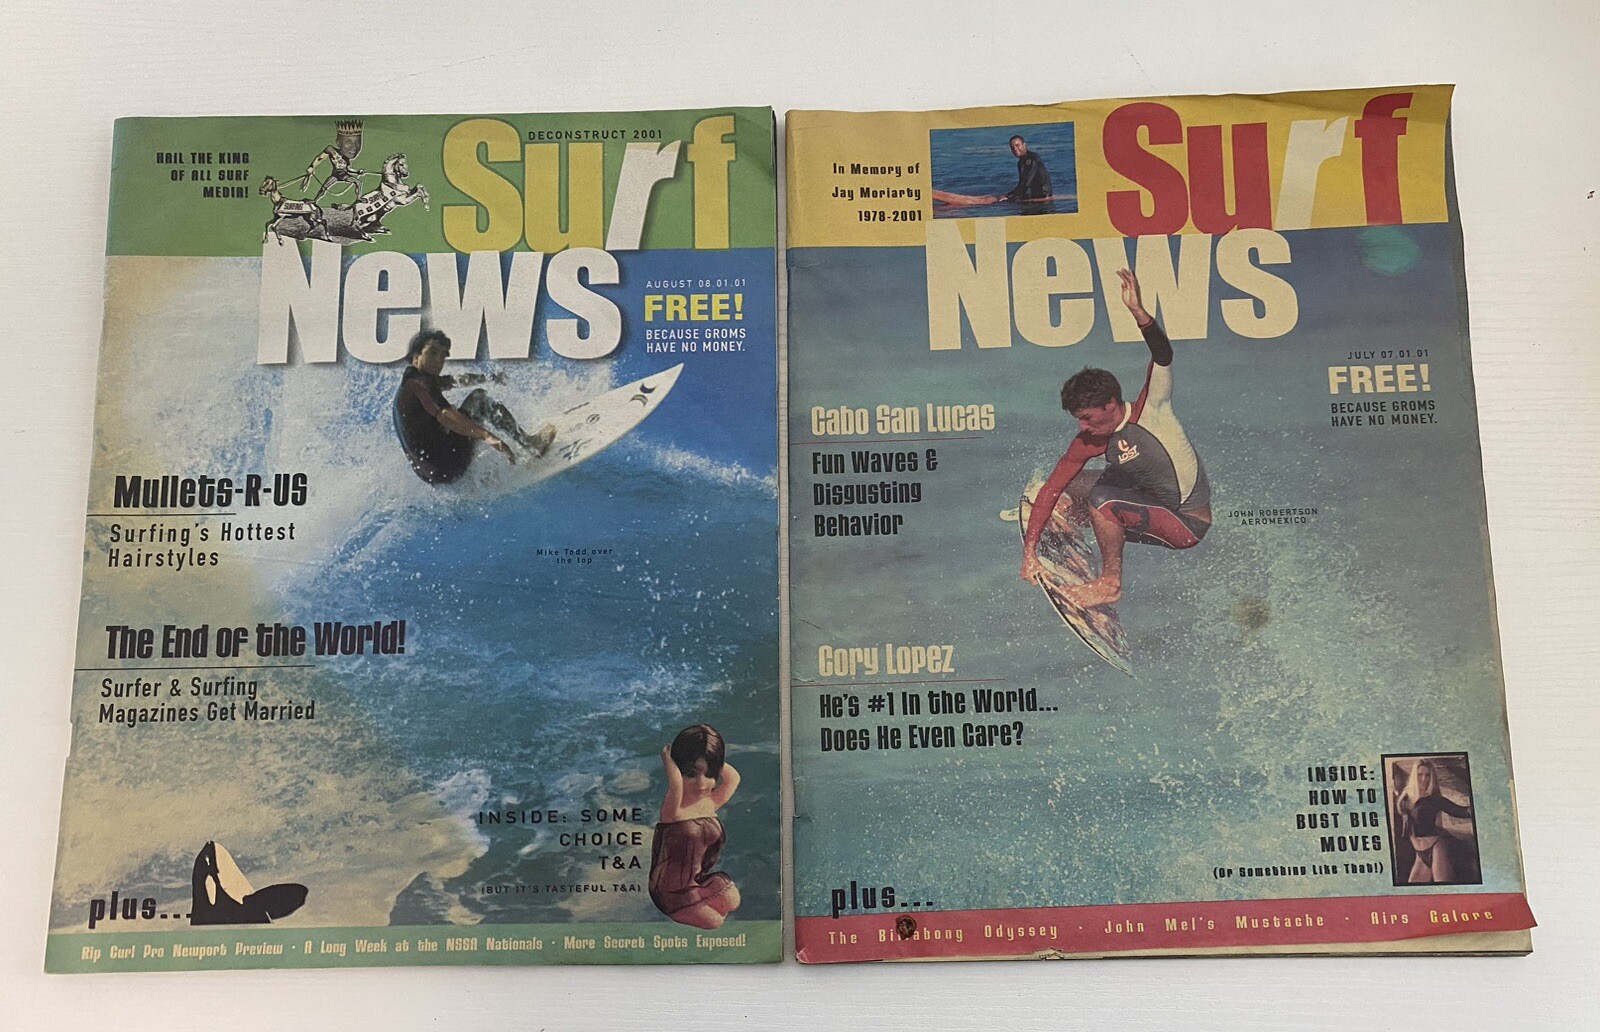 HAIL THE KING
OF ALL SURF
MEDIA!
DECONSTRUCT 2001
Surf
News
AUGUST 08.01.01
FREE!
BECAUSE GROMS
HAVE NO MONEY.
Mullets-R-US
Surfing's Hottest
Hairstyles
Mike Todd over
the top
The End of the World!
Surfer & Surfing
Magazines Get Married
INSIDE: SOME
CHOICE
T&A
(BUT IT'S TASTEFUL T&A)
plus...
Rip Curl Pro Newport Preview · A Long Week at the NSSA Nationals · More Secret Spots Exposed!
In Memory of
Jay Moriarty
1978-2001
Surf
News
JULY 07.01.01
FREE!
BECAUSE GROMS
HAVE NO MONEY.
Cabo San Lucas
Fun Waves &
Disgusting
Behavior
LOST
JOHN ROBERTSON
AEROMEXICO
Cory Lopez
He's #1 In the World...
Does He Even Care?
INSIDE:
HOW TO
BUST BIG
MOVES
(Or Something Like That!)
plus...
The Billabong Odyssey · John Mel's Mustache · Airs Galore